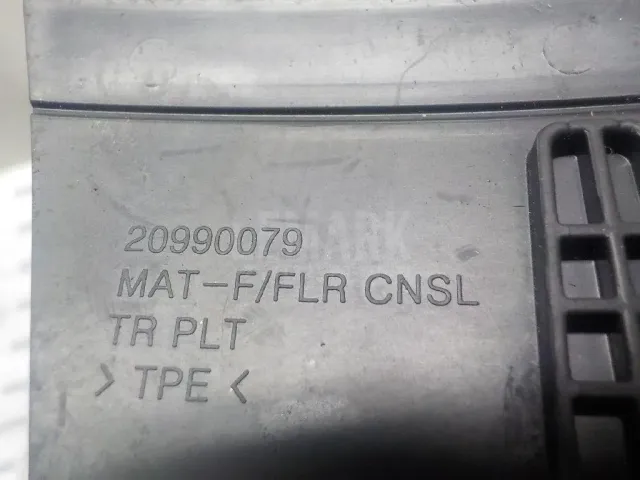 20990079
MAT-F/FLR CNSL
TR PLT
> TPE <